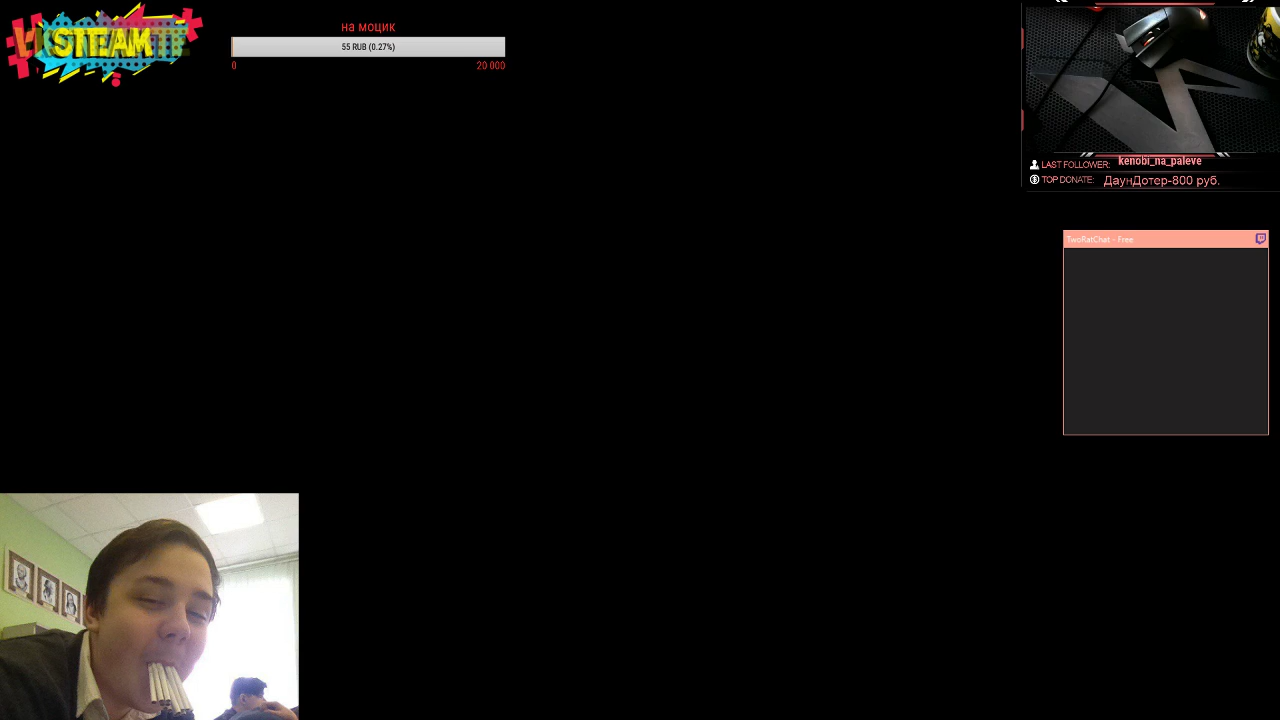 STEAM
на моцик
55 RUB (0.27%)
0
20 000
LAST FOLLOWER: kenobi_na_paleve
TOP DONATE: ДаунДотер-800 руб.
TwoRatChat - Free